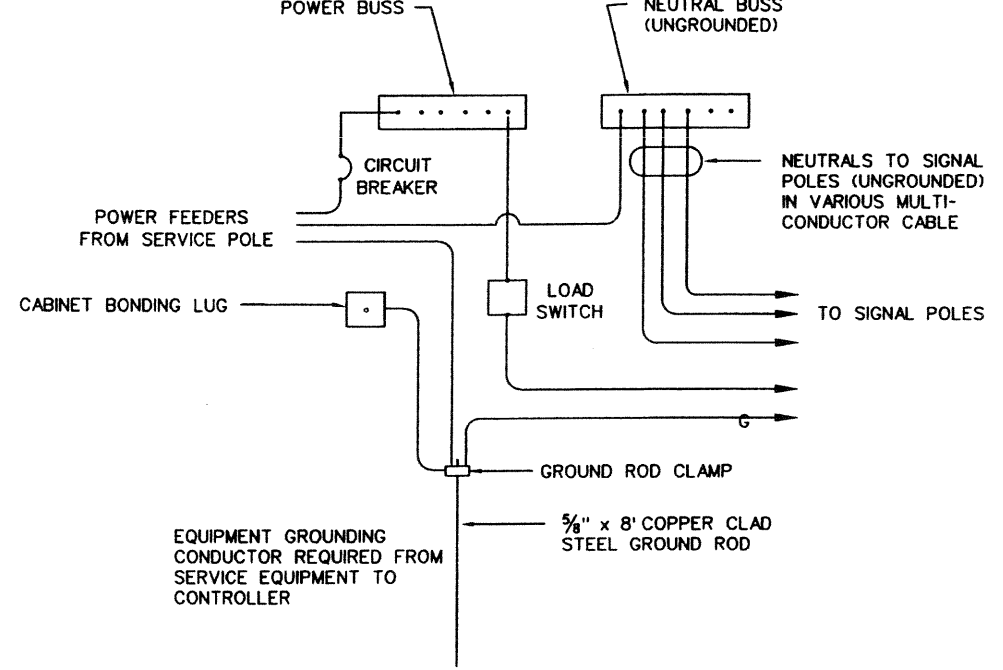 POWER BUSS
NEUTRAL BUSS
(UNGROUNDED)
CIRCUIT
BREAKER
NEUTRALS TO SIGNAL
POLES (UNGROUNDED)
IN VARIOUS MULTI-
CONDUCTOR CABLE
POWER FEEDERS
FROM SERVICE POLE
CABINET BONDING LUG
LOAD
SWITCH
TO SIGNAL POLES
G
GROUND ROD CLAMP
⅝" x 8' COPPER CLAD
STEEL GROUND ROD
EQUIPMENT GROUNDING
CONDUCTOR REQUIRED FROM
SERVICE EQUIPMENT TO
CONTROLLER